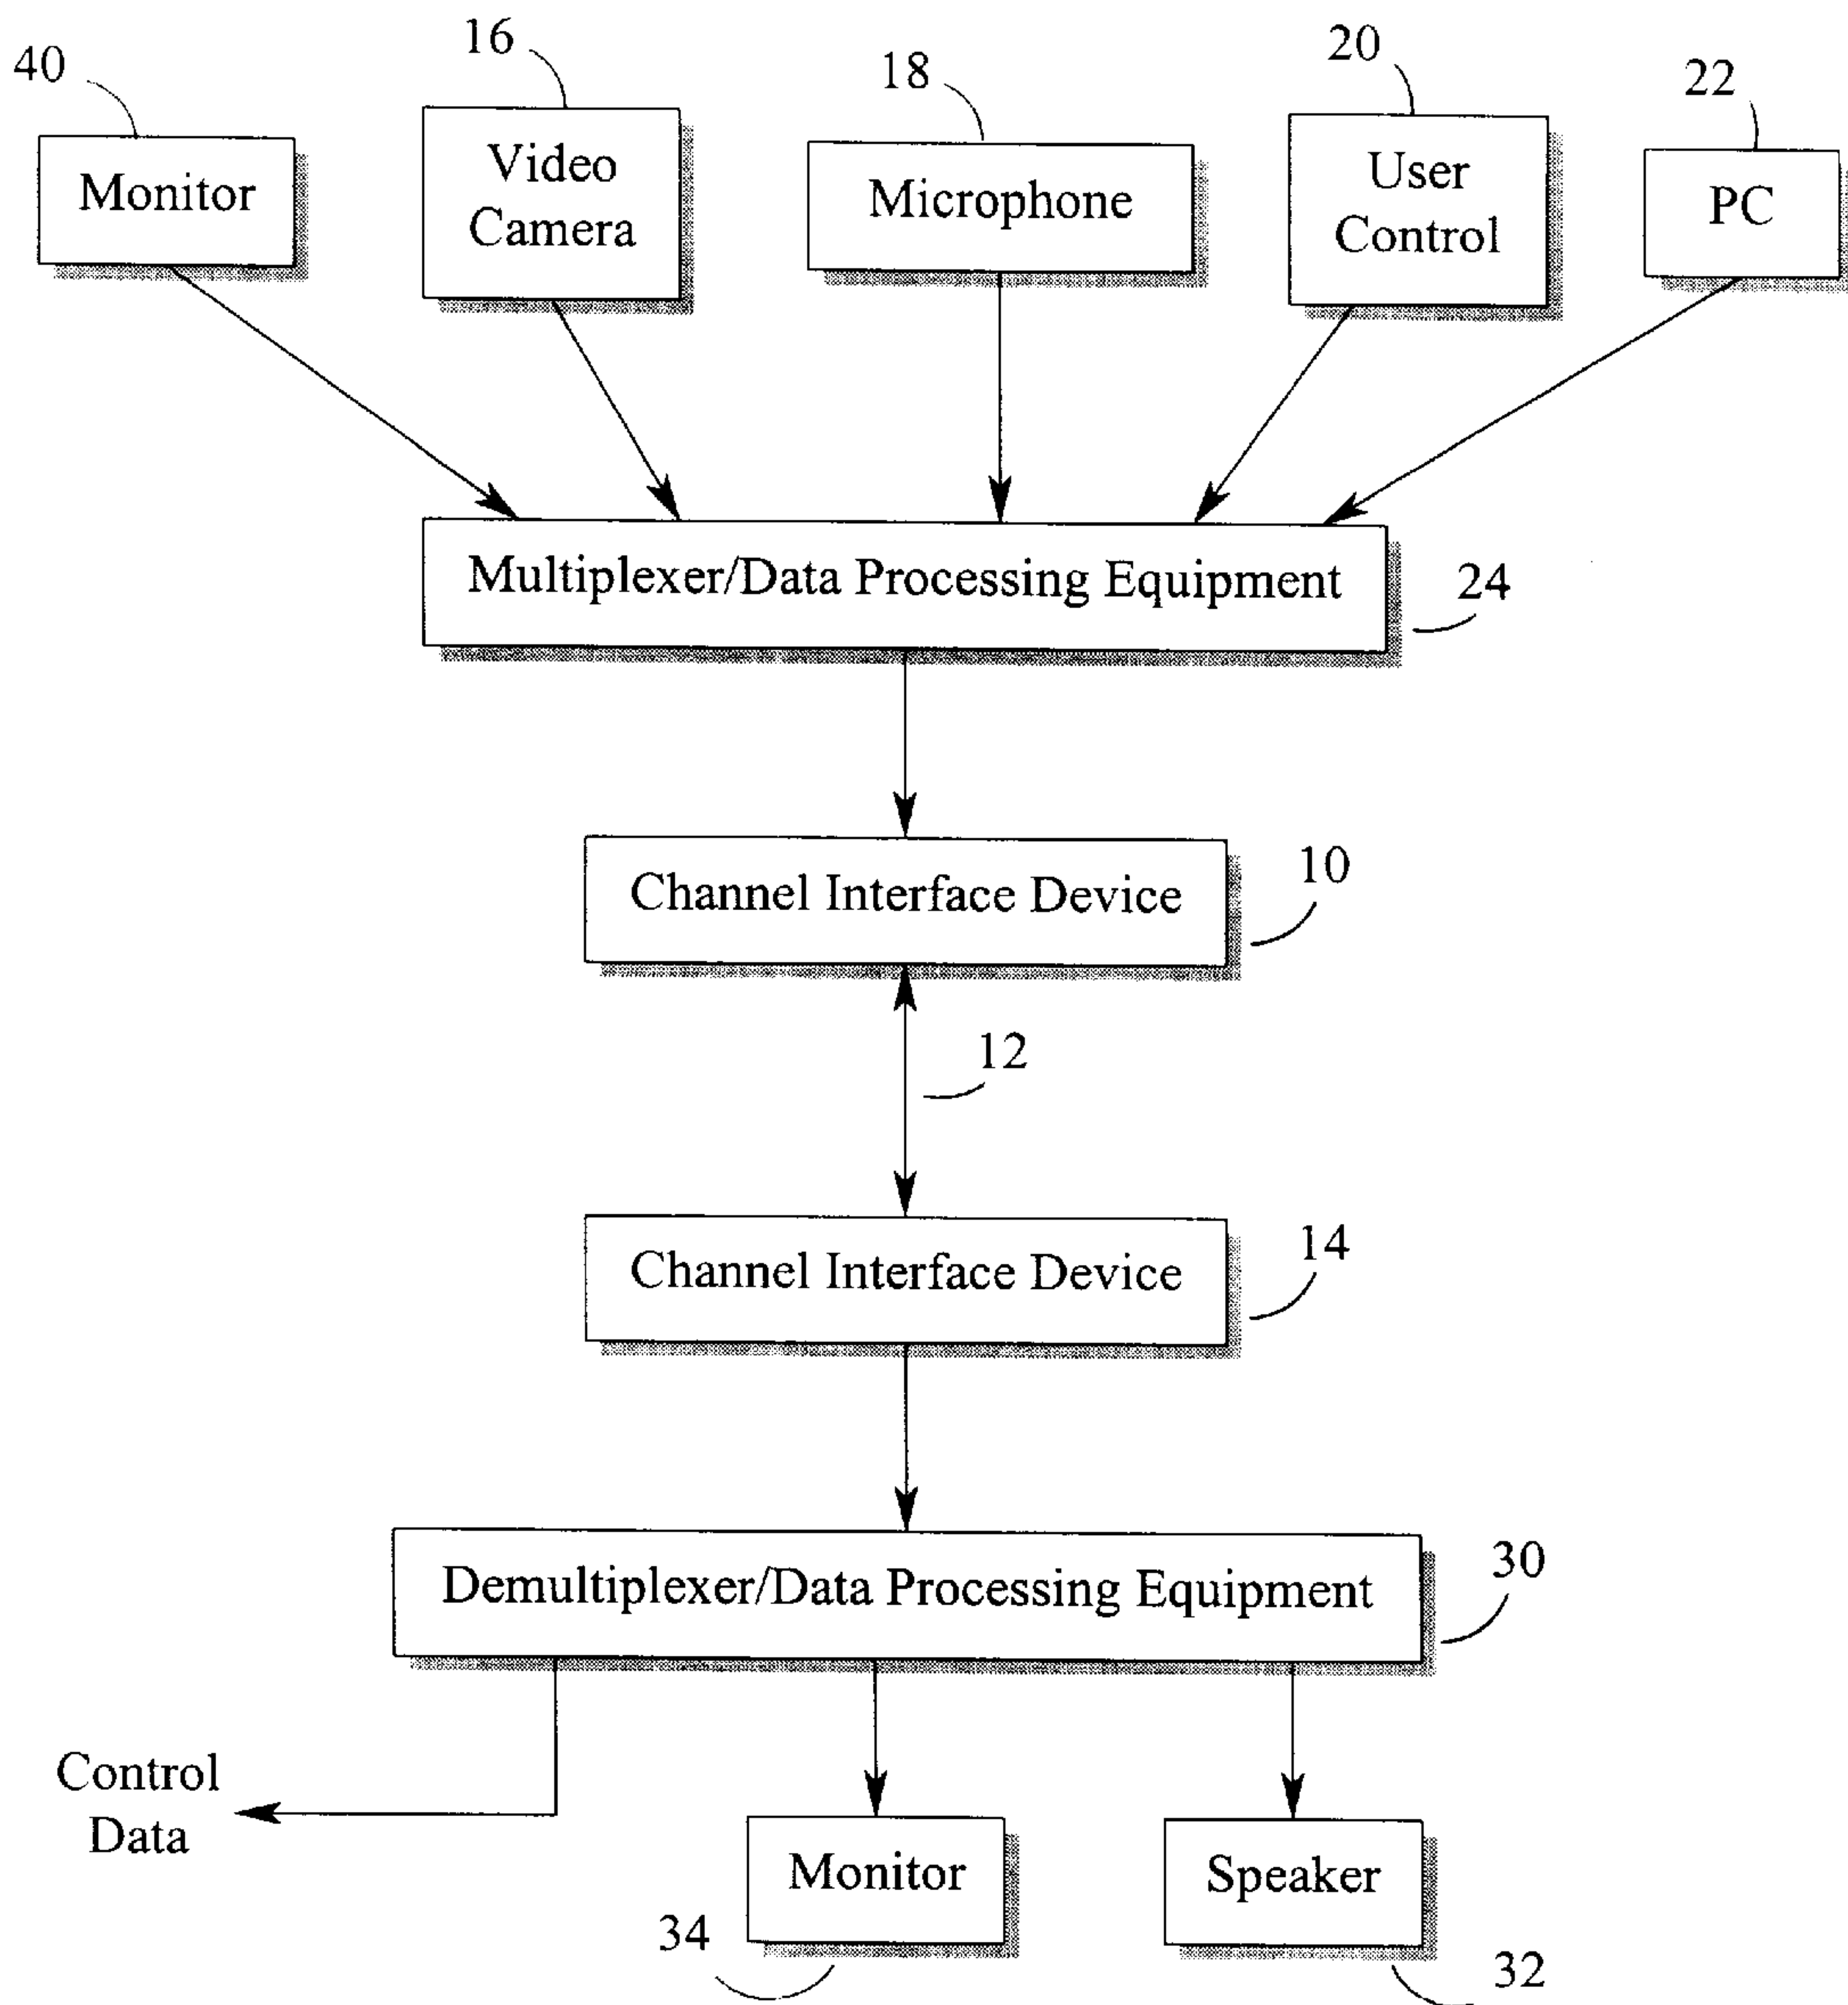 40
16
18
20
22
Monitor
Video
Camera
Microphone
User
Control
PC
Multiplexer/Data Processing Equipment
24
Channel Interface Device
10
12
Channel Interface Device
14
Demultiplexer/Data Processing Equipment
30
Control
Data
Monitor
34
Speaker
32